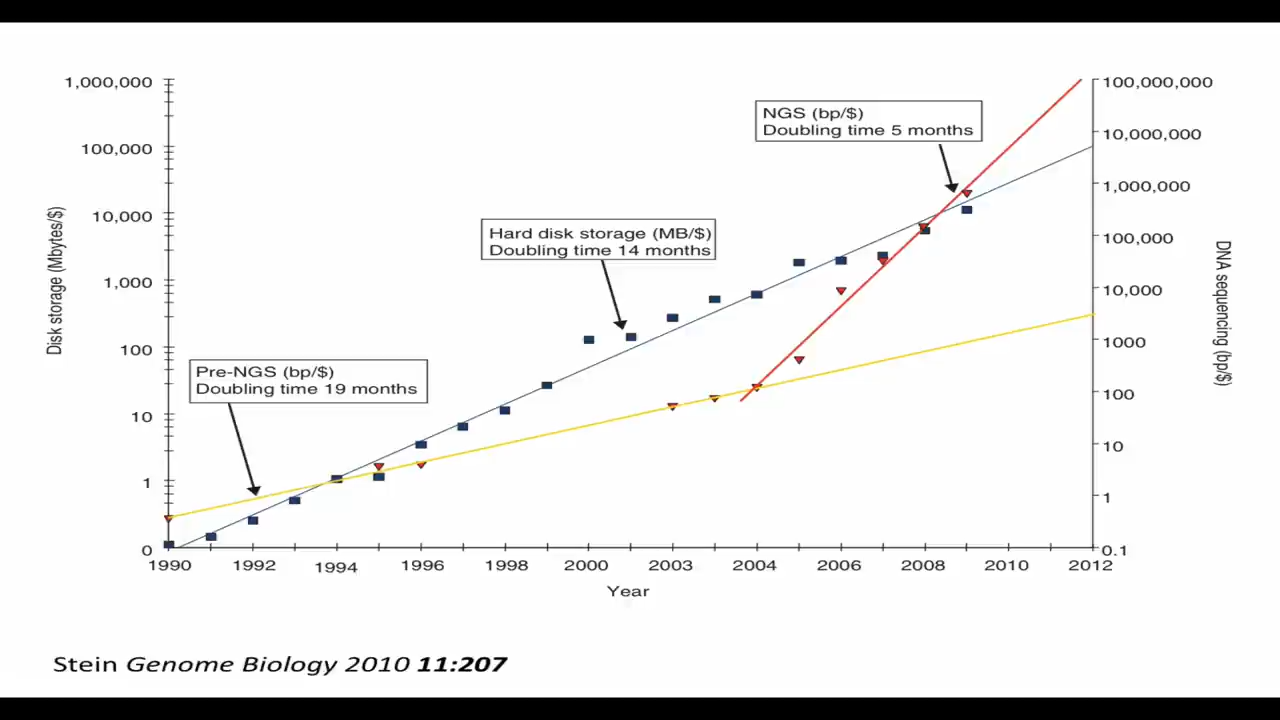 1,000,000
100,000
10,000
1,000
100
10
1
0
Disk storage (Mbytes/$)
Pre-NGS (bp/$)
Doubling time 19 months
Hard disk storage (MB/$)
Doubling time 14 months
NGS (bp/$)
Doubling time 5 months
100,000,000
10,000,000
1,000,000
100,000
10,000
1000
100
10
1
0.1
DNA sequencing (bp/$)
1990 1992 1994 1996 1998 2000 2003 2004 2006 2008 2010 2012
Year
Stein Genome Biology 2010 11:207